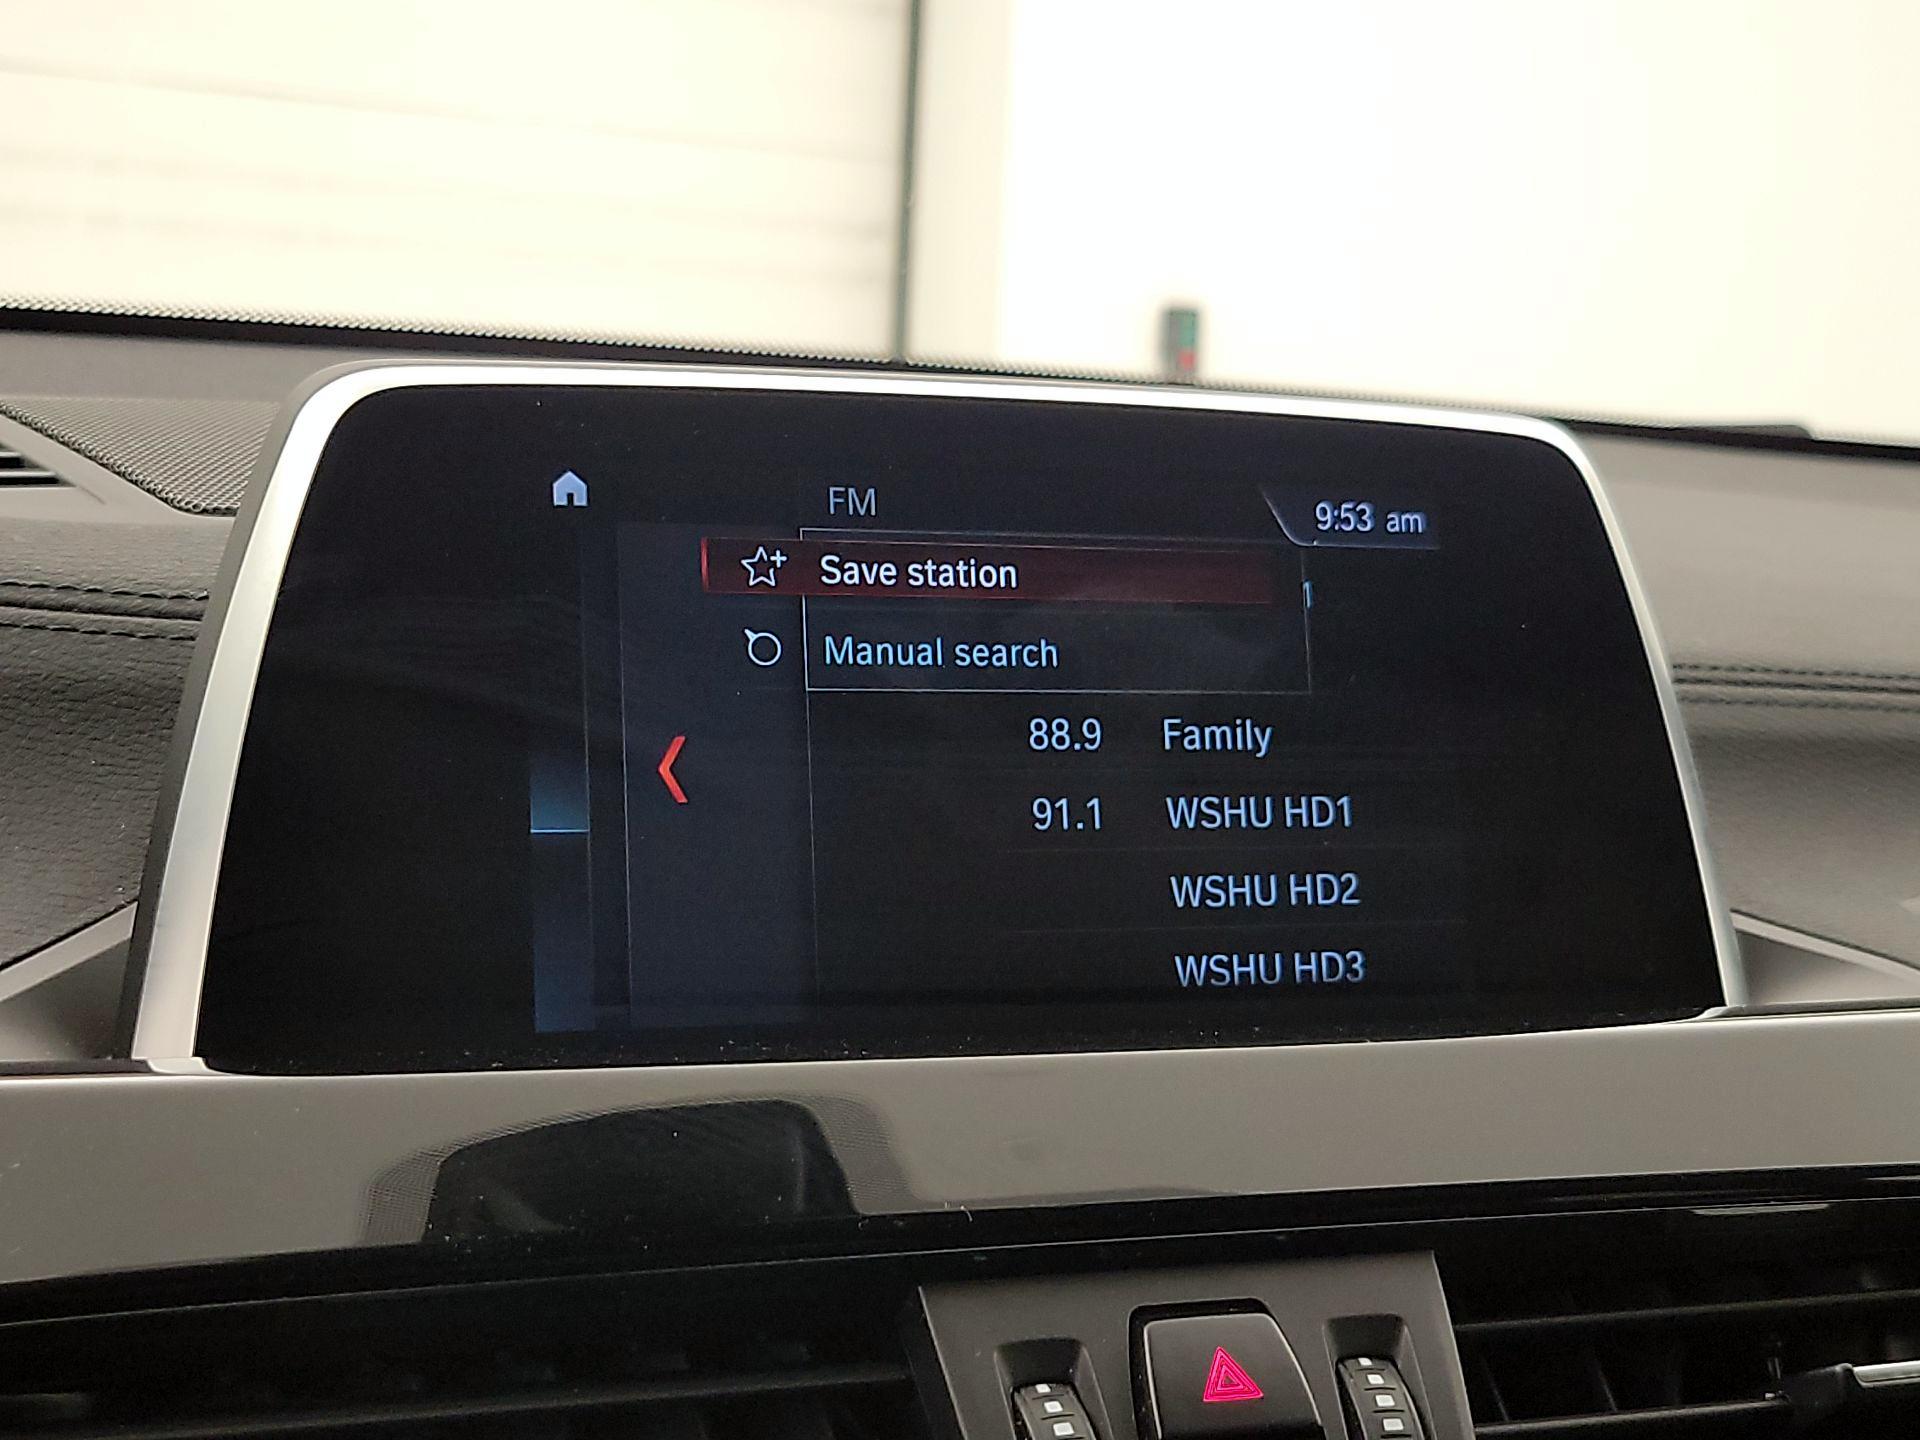 FM
9:53 am
Save station
Manual search
88.9 Family
91.1 WSHU HD1
WSHU HD2
WSHU HD3